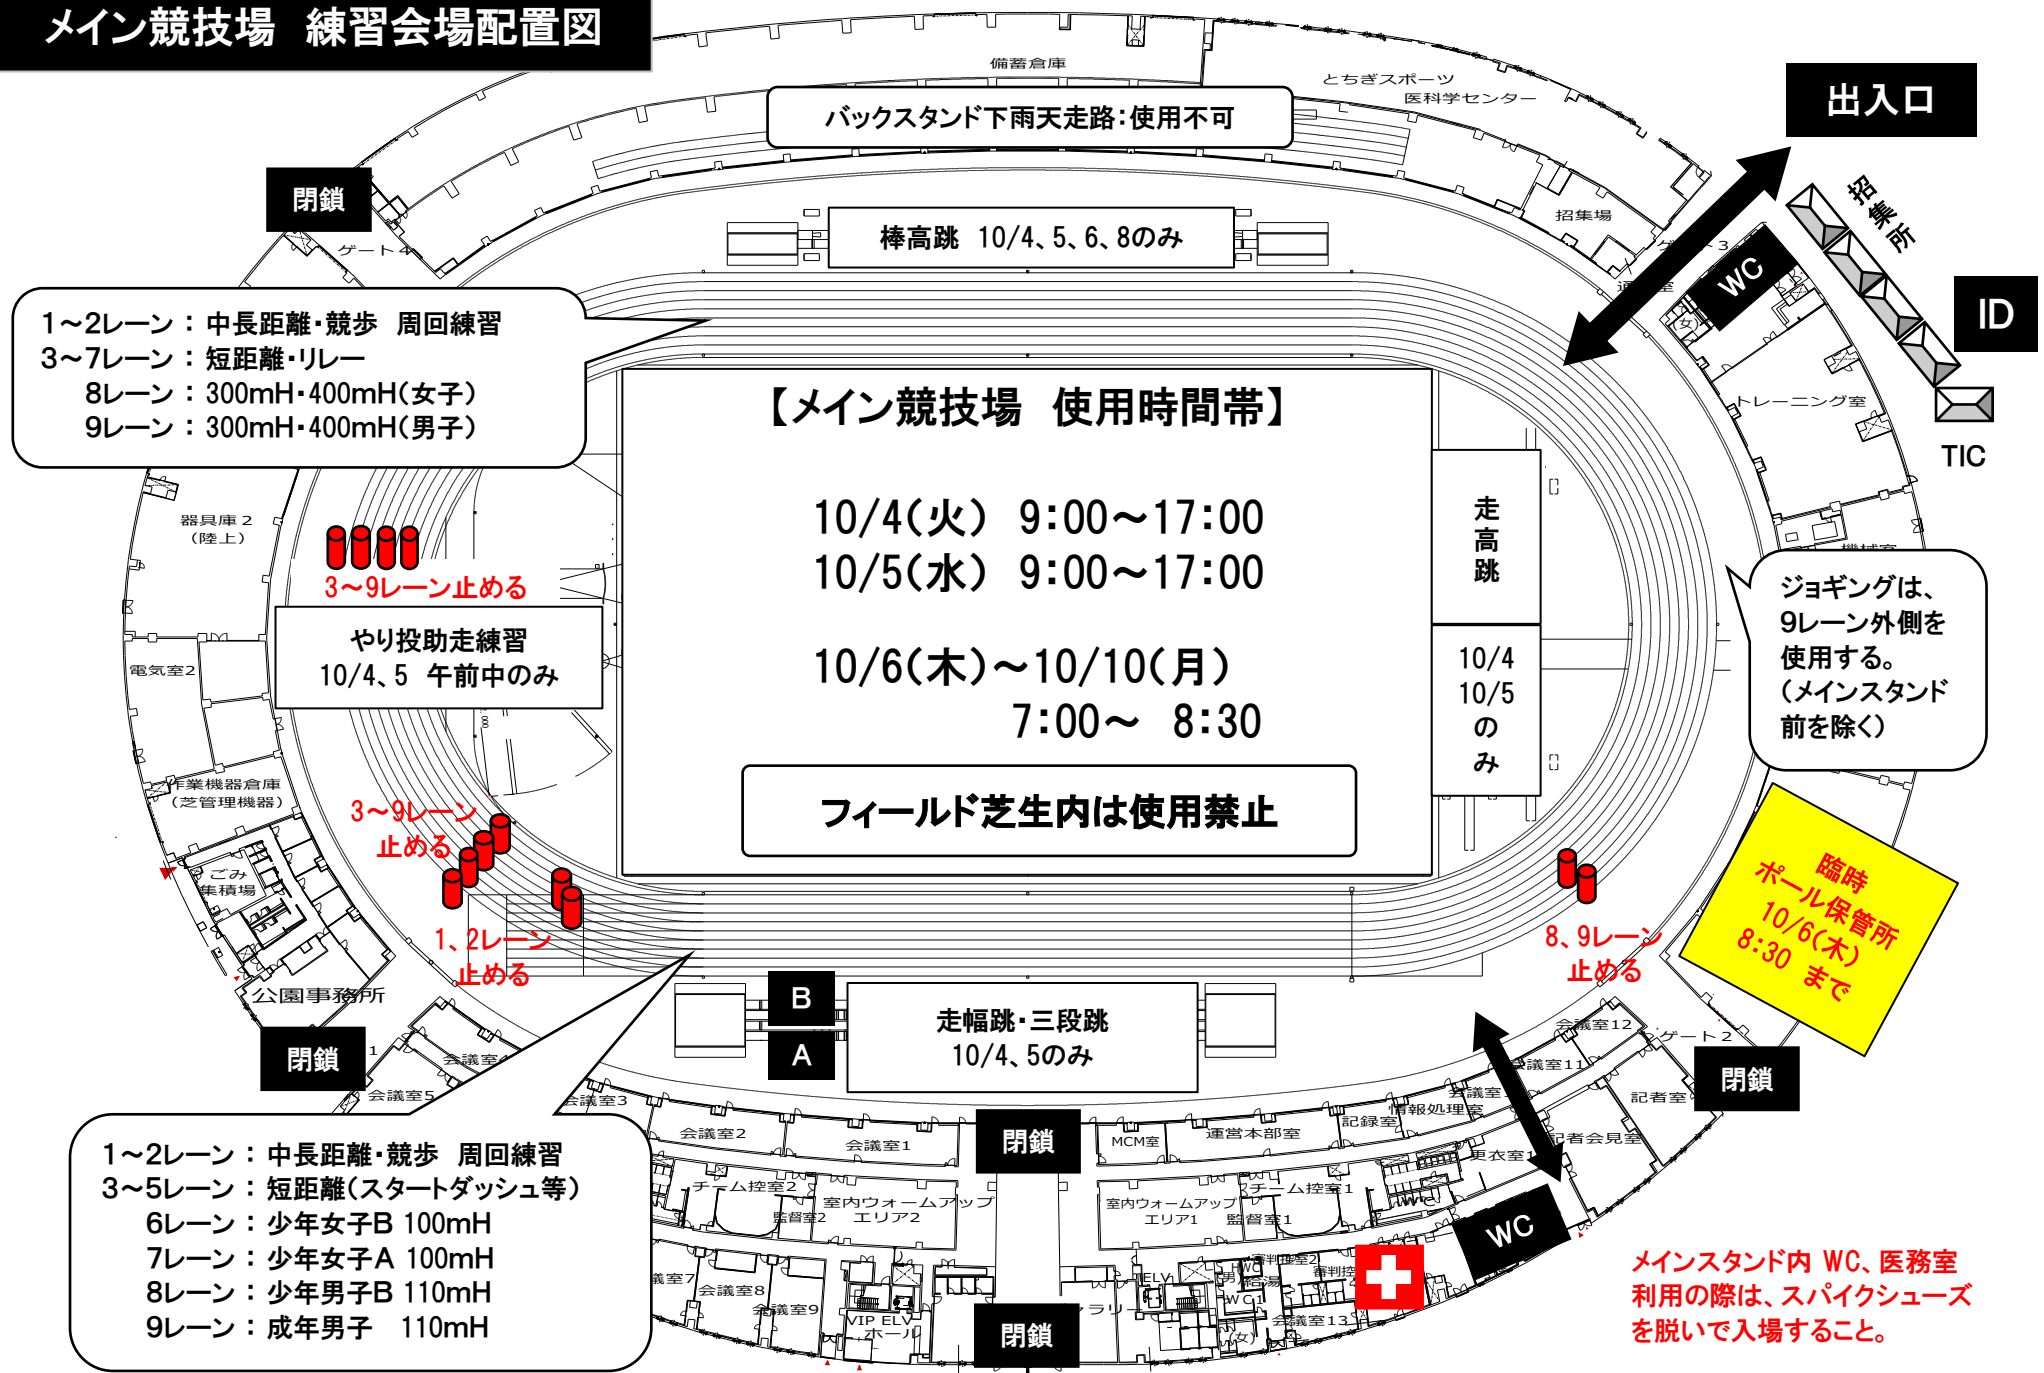 メイン競技場 練習会場配置図
備蓄倉庫
とちぎスポーツ
医科学センター
出入口
バックスタンド下雨天走路：使用不可
閉鎖
招集所
招集場
棒高跳 10/4、5、6、8のみ
ゲート4
WC
ID
(女)
1～2レーン：中長距離・競歩 周回練習
3～7レーン：短距離・リレー
8レーン：300mH・400mH（女子）
9レーン：300mH・400mH（男子）
トレーニング室
TIC
【メイン競技場 使用時間帯】
10/4（火） 9：00～17：00
10/5（水） 9：00～17：00
10/6（木）～10/10（月）
7：00～ 8：30
フィールド芝生内は使用禁止
走高跳
10/4
10/5
のみ
器具庫2
（陸上）
3～9レーン止める
やり投助走練習
10/4、5 午前中のみ
電気室2
ジョギングは、
9レーン外側を
使用する。
（メインスタンド
前を除く）
作業機器倉庫
（芝管理機器）
3～9レーン
止める
ごみ
集積場
1、2レーン
止める
8、9レーン
止める
臨時
ポール保管所
10/6（木）
8：30 まで
公園事務所
閉鎖
B
A
走幅跳・三段跳
10/4、5のみ
会議室12
ゲート2
会議室11
閉鎖
会議室5
会議室3
会議室2
会議室1
閉鎖
MCM室
運営本部室
記録室
情報処理室
記者室
記者会見室
更衣室1
チーム控室2
監督室2
室内ウォームアップ
エリア2
室内ウォームアップ
エリア1
チーム控室1
監督室1
WC
1～2レーン：中長距離・競歩 周回練習
3～5レーン：短距離（スタートダッシュ等）
6レーン：少年女子B 100mH
7レーン：少年女子A 100mH
8レーン：少年男子B 110mH
9レーン：成年男子 110mH
会議室8
会議室9
VIP ELV
ホール
閉鎖
ELV
WC1
(女)
会議室13
メインスタンド内 WC、医務室
利用の際は、スパイクシューズ
を脱いで入場すること。